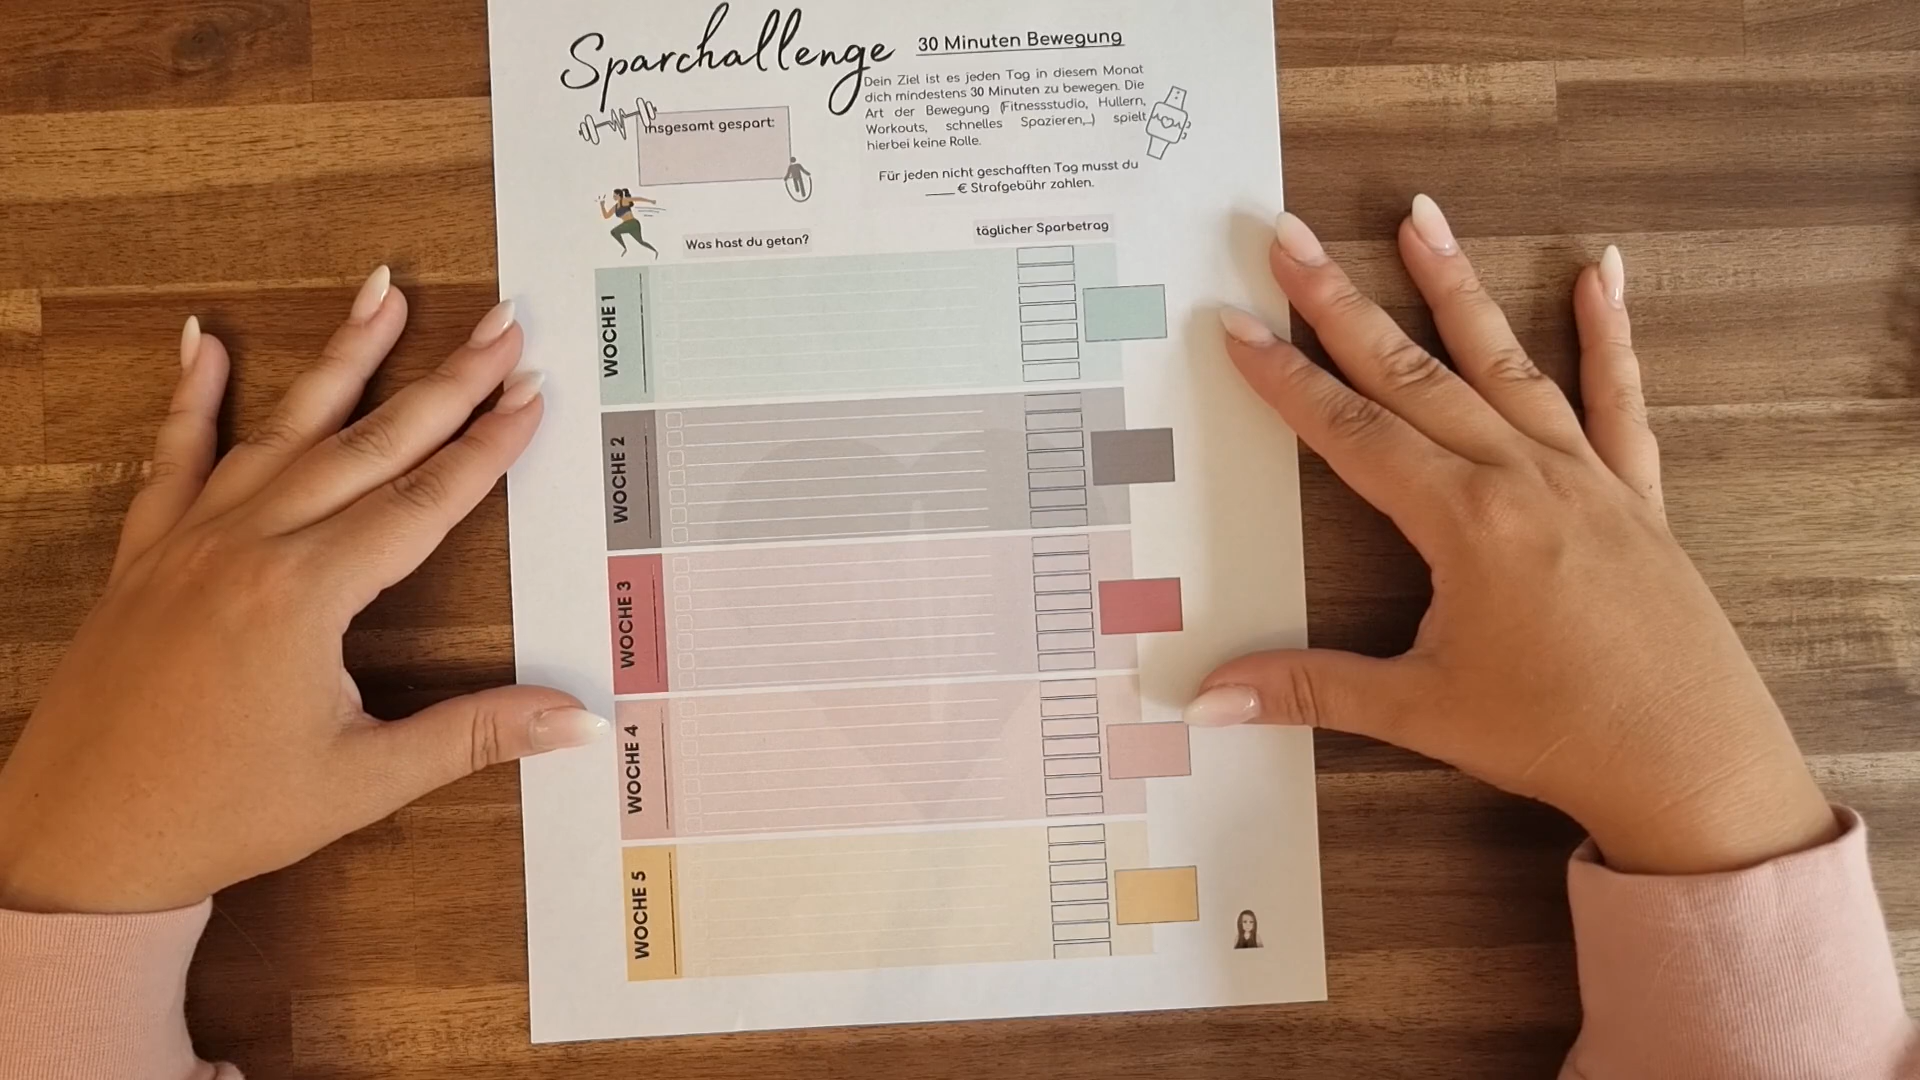 Sparchallenge
30 Minuten Bewegung
Dein Ziel ist es jeden Tag in diesem Monat
dich mindestens 30 Minuten zu bewegen. Die
Art der Bewegung (Fitnessstudio, Hullern,
Workouts, schnelles Spazieren,...) spielt
hierbei keine Rolle.
Für jeden nicht geschafften Tag musst du
____ € Strafgebühr zahlen.
Insgesamt gespart:
Was hast du getan?
täglicher Sparbetrag
WOCHE 1
WOCHE 2
WOCHE 3
WOCHE 4
WOCHE 5